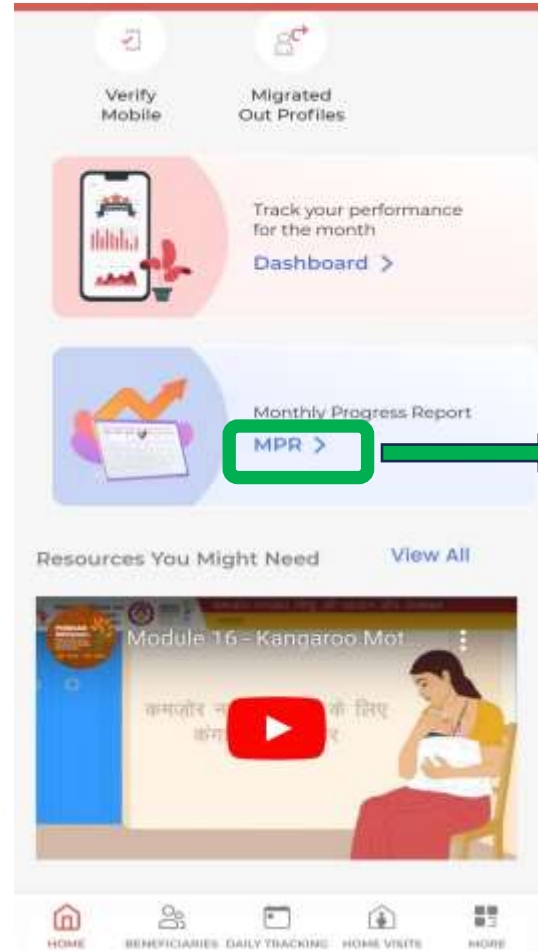 Verify
Mobile
Migrated
Out Profiles
Track your performance
for the month
Dashboard >
Monthly Progress Report
MPR >
Resources You Might Need
View All
Module 16 - Kangaroo Mot
कमजोर
के लिए
HOME
BENEFICIARIES
DAILY TRACKING
HOME VISITS
MORE